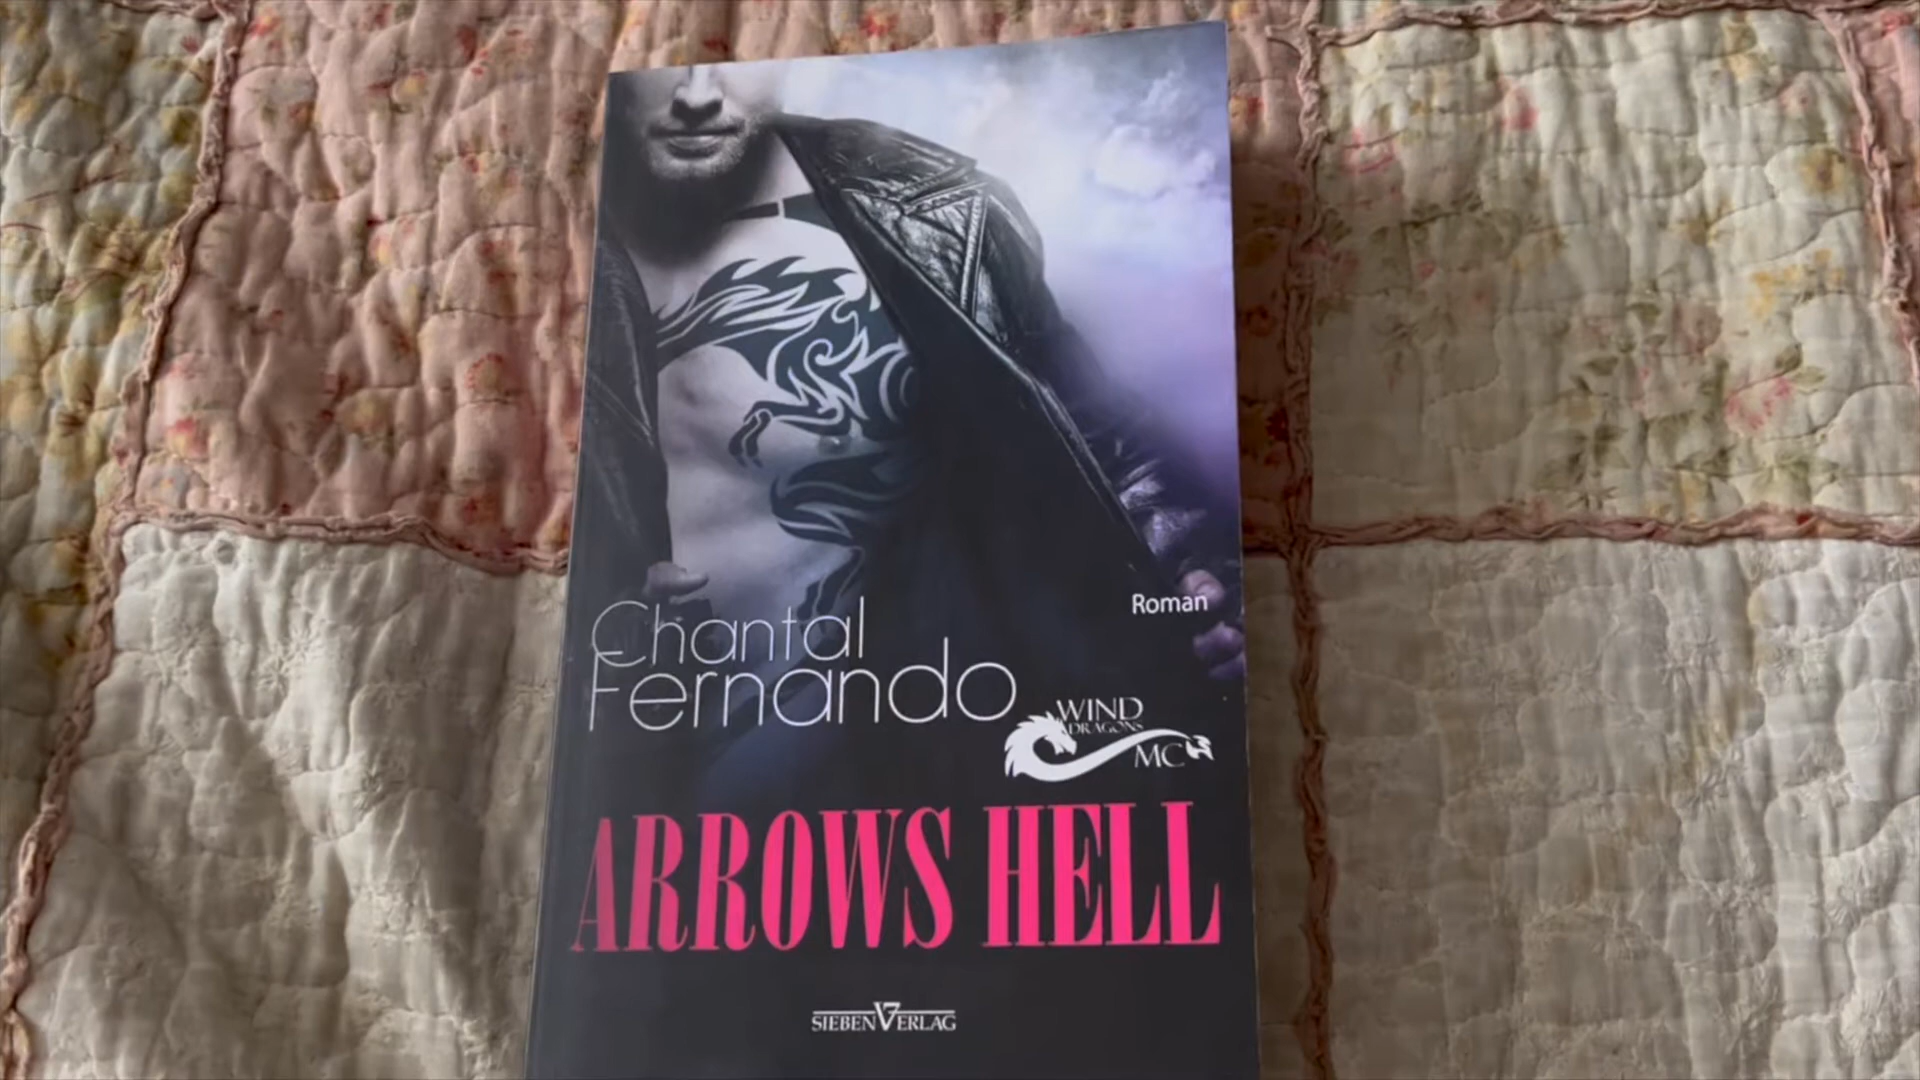 Roman
Chantal
Fernando
WIND
DRAGONS
MC
ARROWS HELL
SIEBEN VERLAG